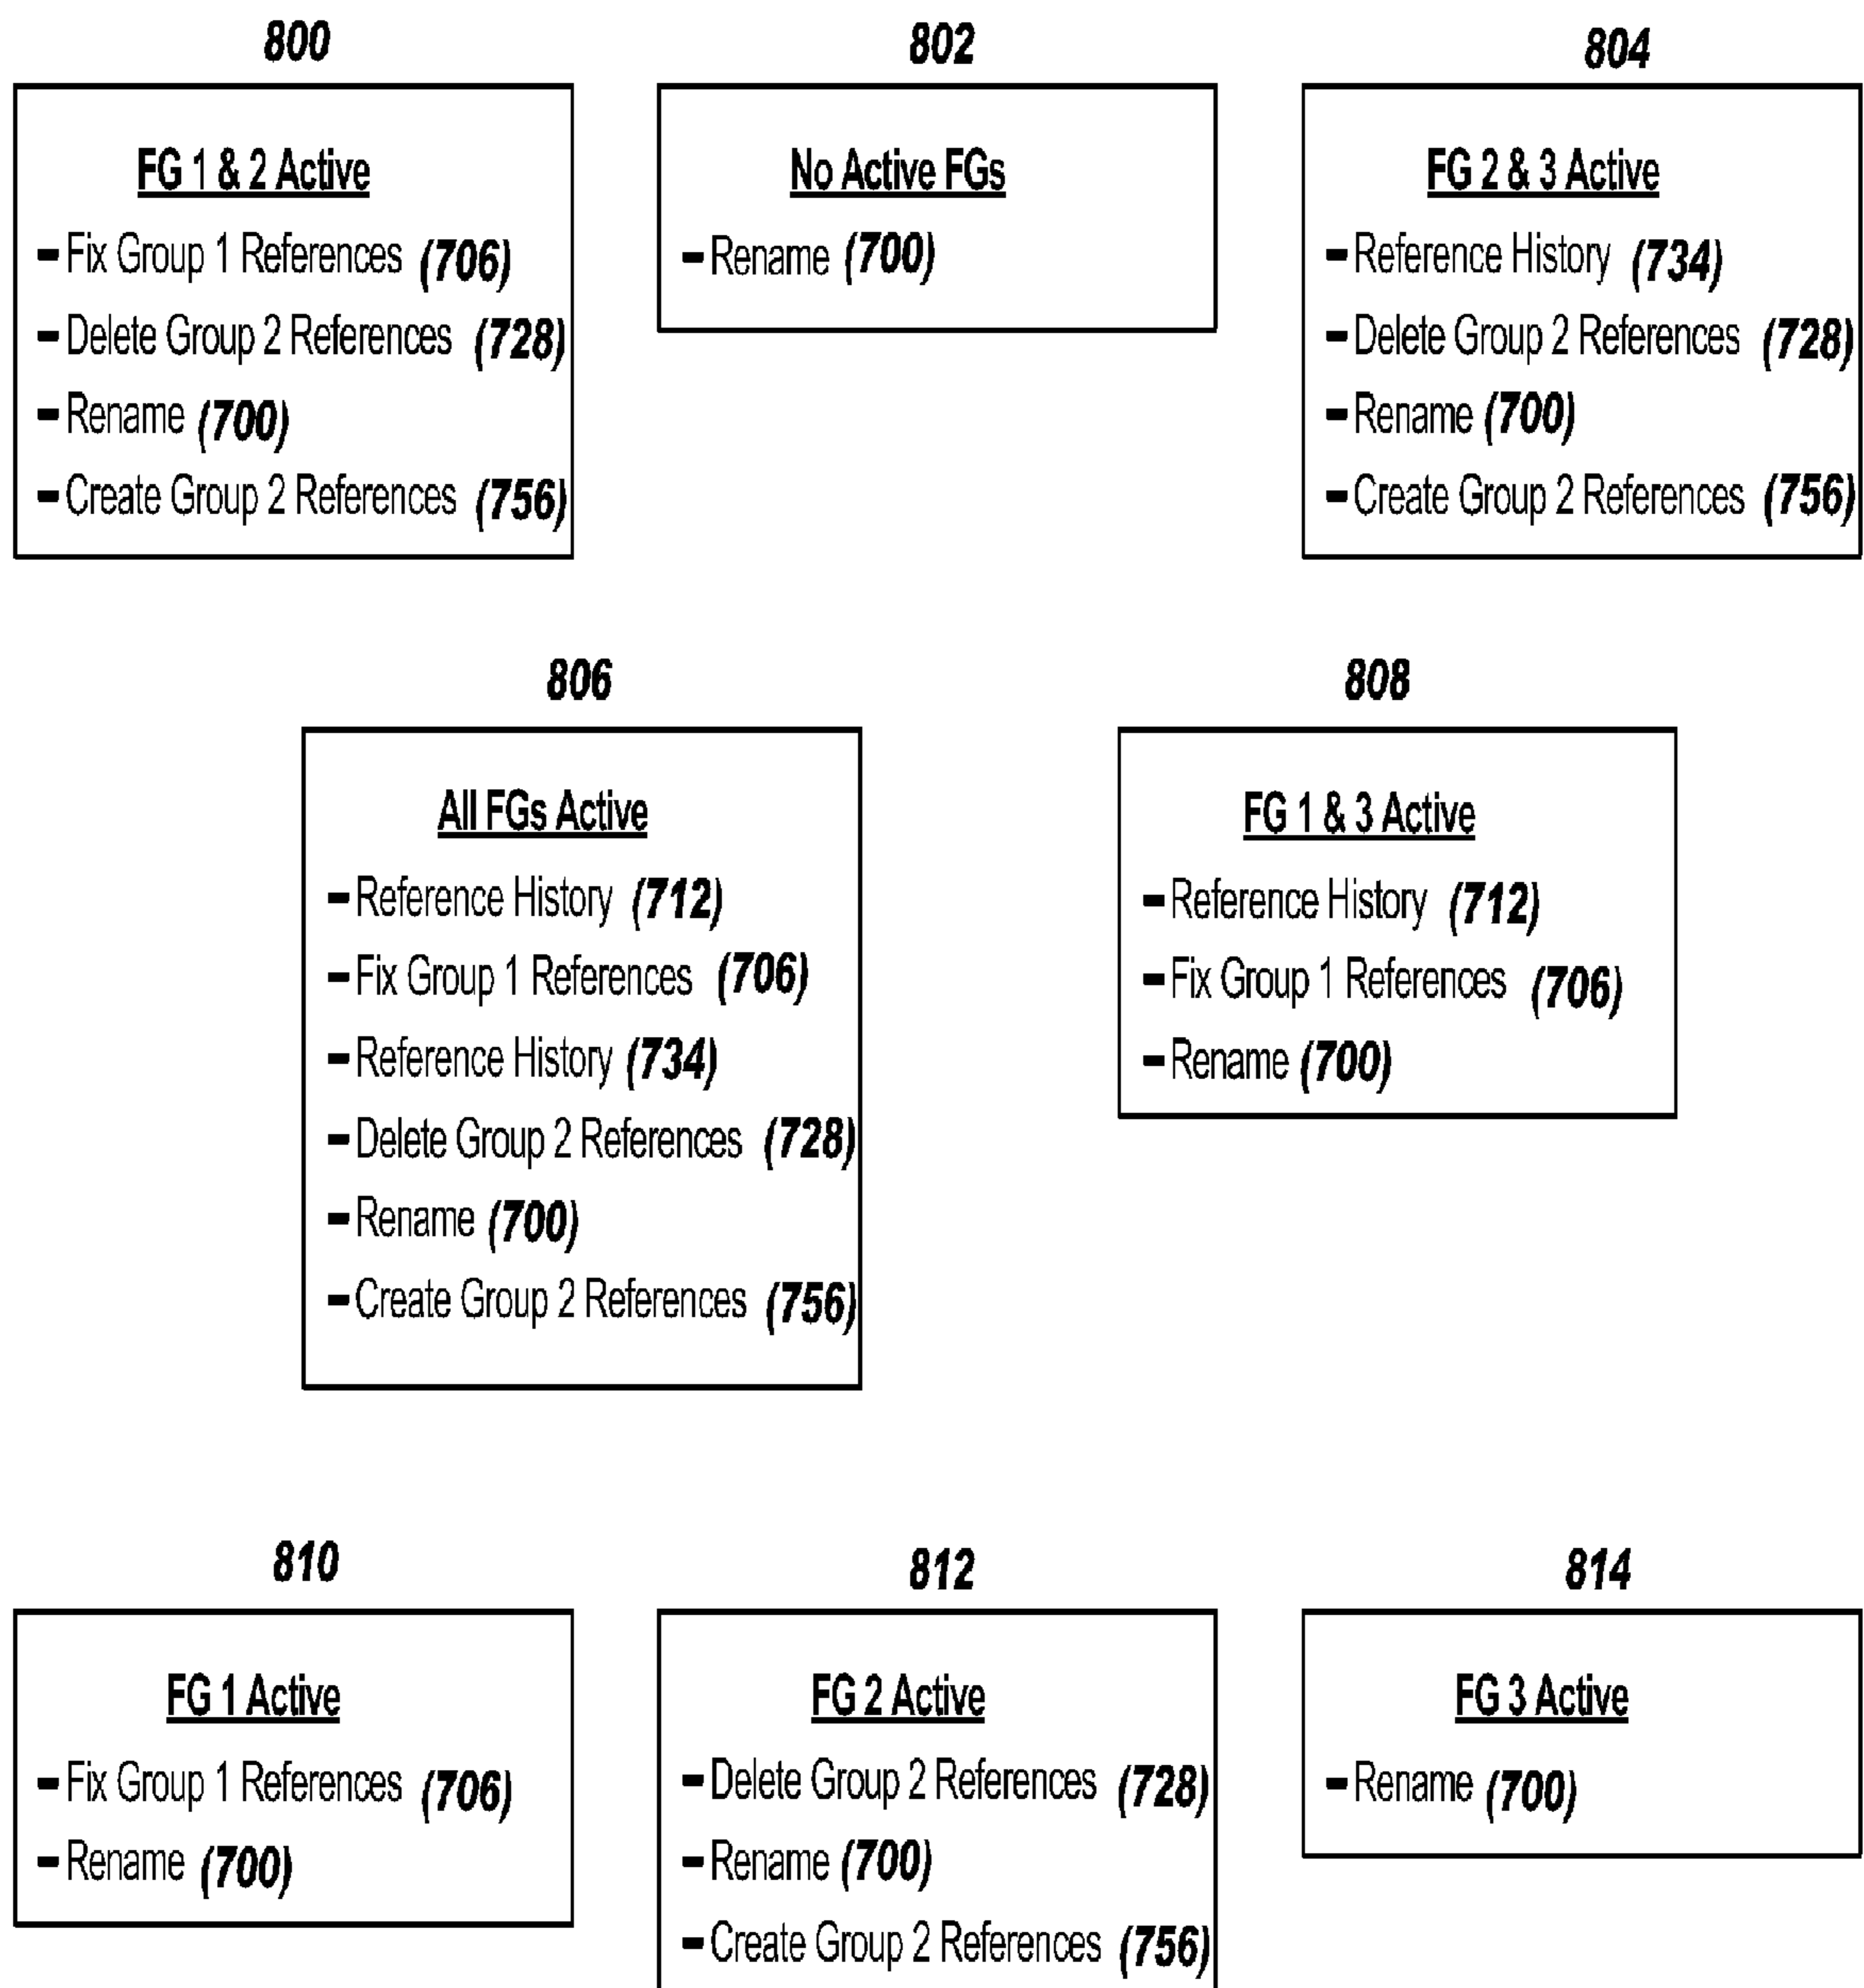 800
FG 1 & 2 Active
- Fix Group 1 References (706)
- Delete Group 2 References (728)
- Rename (700)
- Create Group 2 References (756)
802
No Active FGs
- Rename (700)
804
FG 2 & 3 Active
- Reference History (734)
- Delete Group 2 References (728)
- Rename (700)
- Create Group 2 References (756)
806
All FGs Active
- Reference History (712)
- Fix Group 1 References (706)
- Reference History (734)
- Delete Group 2 References (728)
- Rename (700)
- Create Group 2 References (756)
808
FG 1 & 3 Active
- Reference History (712)
- Fix Group 1 References (706)
- Rename (700)
810
FG 1 Active
- Fix Group 1 References (706)
- Rename (700)
812
FG 2 Active
- Delete Group 2 References (728)
- Rename (700)
- Create Group 2 References (756)
814
FG 3 Active
- Rename (700)